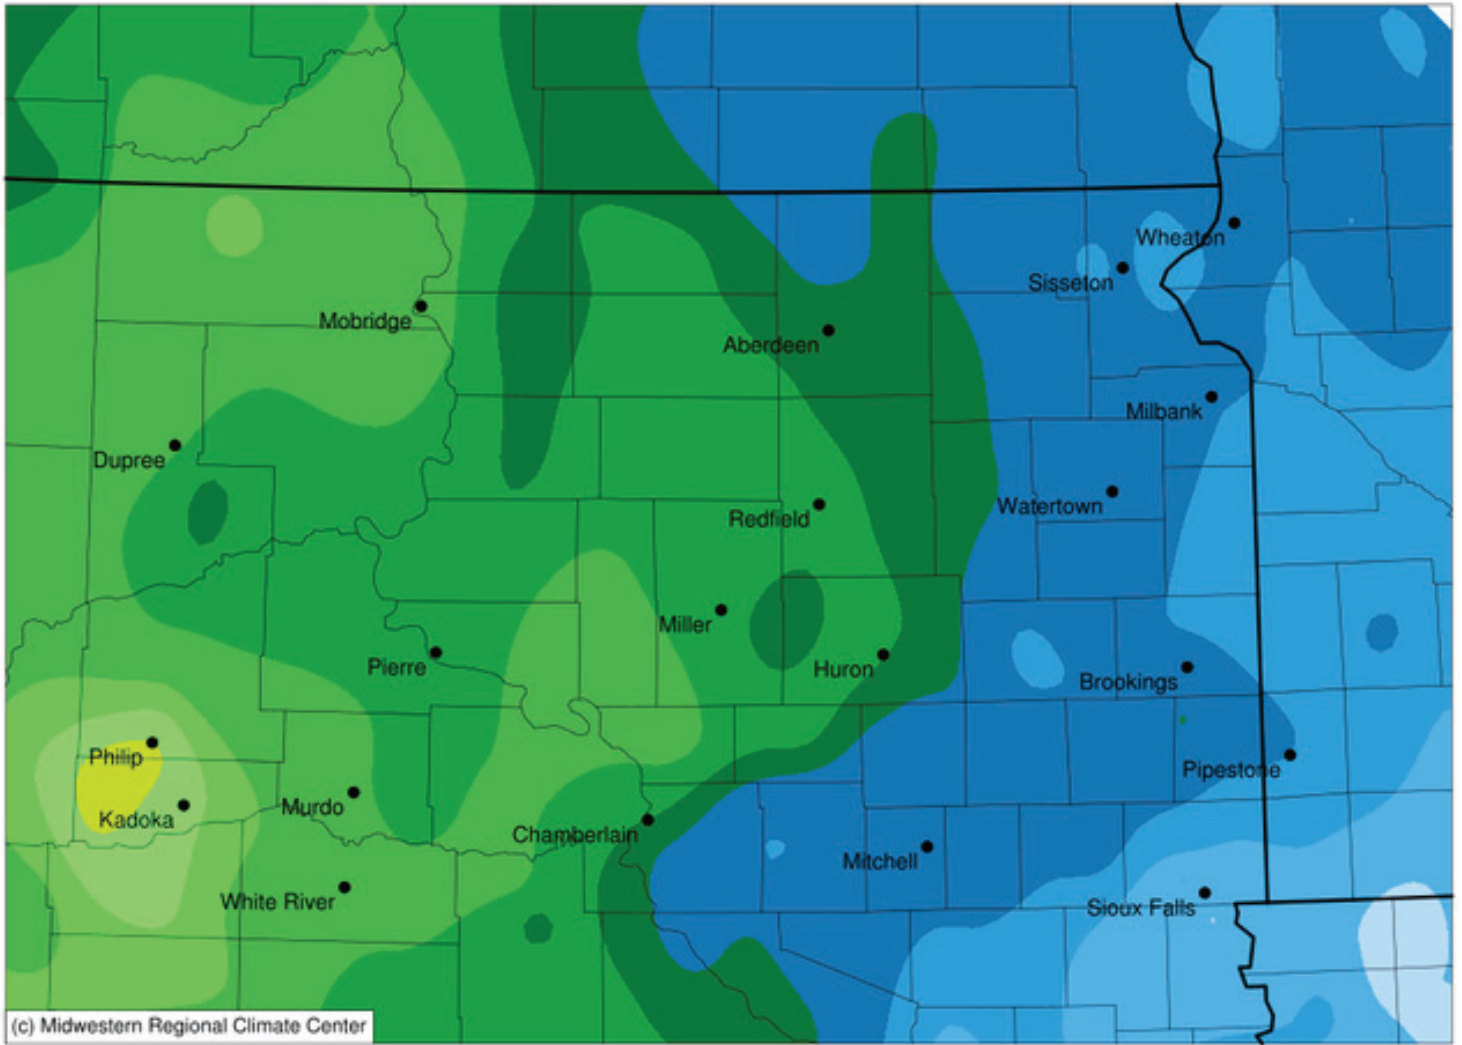 Wheaton
Sisseton
Mobridge
Aberdeen
Milbank
Dupree
Watertown
Redfield
Miller
Pierre
Huron
Brookings
Philip
Pipestone
Kadoka
Murdo
Chamberlain
Mitchell
White River
Sioux Falls
(c) Midwestern Regional Climate Center